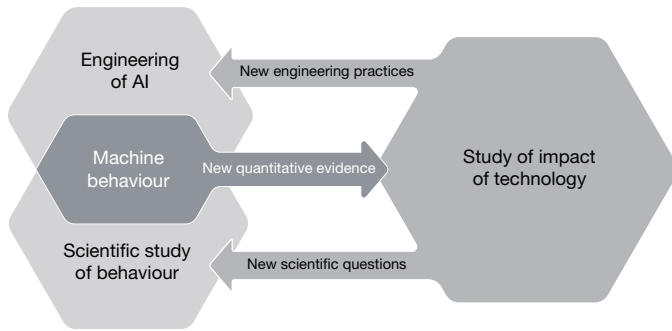 Engineering
of AI
New engineering practices
Machine
behaviour
New quantitative evidence
Study of impact
of technology
Scientific study
of behaviour
New scientific questions